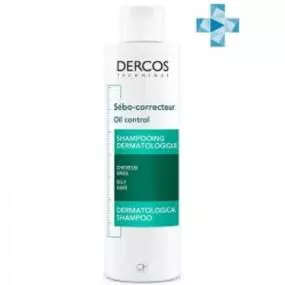 DERCOS
TECHNIQUE
Sébo-correcteur
Oil control
SHAMPOOING
DERMATOLOGIQUE
CHEVEUX
GRAS
OILY
HAIR
DERMATOLOGICAL
SHAMPOO